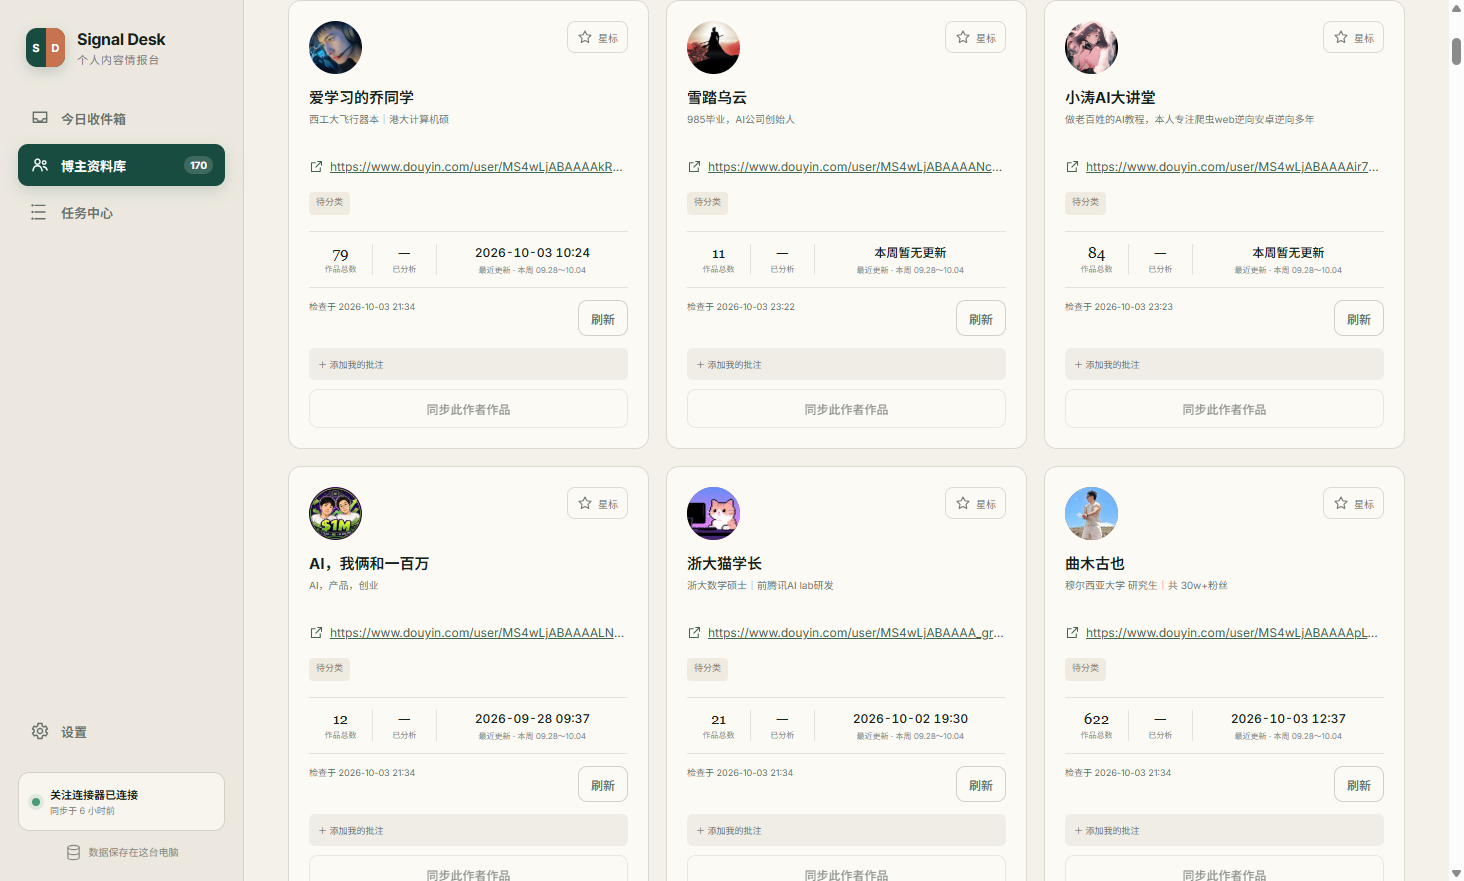 S D
Signal Desk
个人内容情报台
今日收件箱
博主资料库 170
任务中心
设置
关注连接器已连接
同步于 6 小时前
数据保存在这台电脑
星标
爱学习的乔同学
西工大飞行器本｜港大计算机硕
https://www.douyin.com/user/MS4wLjABAAAAkR...
待分类
79 — 2026-10-03 10:24
作品总数 已分析 最近更新 · 本周 09.28～10.04
检查于 2026-10-03 21:34
刷新
+ 添加我的批注
同步此作者作品
星标
雪踏乌云
985毕业，AI公司创始人
https://www.douyin.com/user/MS4wLjABAAAANc...
待分类
11 — 本周暂无更新
作品总数 已分析 最近更新 · 本周 09.28～10.04
检查于 2026-10-03 23:22
刷新
+ 添加我的批注
同步此作者作品
星标
小涛AI大讲堂
做老百姓的AI教程，本人专注爬虫web逆向安卓逆向多年
https://www.douyin.com/user/MS4wLjABAAAAir7...
待分类
84 — 本周暂无更新
作品总数 已分析 最近更新 · 本周 09.28～10.04
检查于 2026-10-03 23:23
刷新
+ 添加我的批注
同步此作者作品
$1M
星标
AI，我俩和一百万
AI，产品，创业
https://www.douyin.com/user/MS4wLjABAAAALN...
待分类
12 — 2026-09-28 09:37
作品总数 已分析 最近更新 · 本周 09.28～10.04
检查于 2026-10-03 21:34
刷新
+ 添加我的批注
同步此作者作品
星标
浙大猫学长
浙大数学硕士｜前腾讯AI lab研发
https://www.douyin.com/user/MS4wLjABAAAA_gr...
待分类
21 — 2026-10-02 19:30
作品总数 已分析 最近更新 · 本周 09.28～10.04
检查于 2026-10-03 21:34
刷新
+ 添加我的批注
同步此作者作品
星标
曲木古也
穆尔西亚大学 研究生｜共 30w+粉丝
https://www.douyin.com/user/MS4wLjABAAAApL...
待分类
622 — 2026-10-03 12:37
作品总数 已分析 最近更新 · 本周 09.28～10.04
检查于 2026-10-03 21:34
刷新
+ 添加我的批注
同步此作者作品